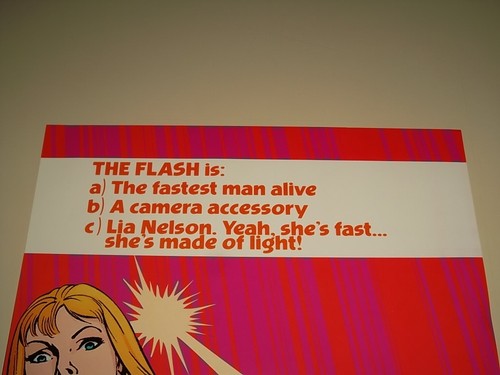 THE FLASH is:
a) The fastest man alive
b) A camera accessory
c) Lia Nelson. Yeah, she's fast...
she's made of light!